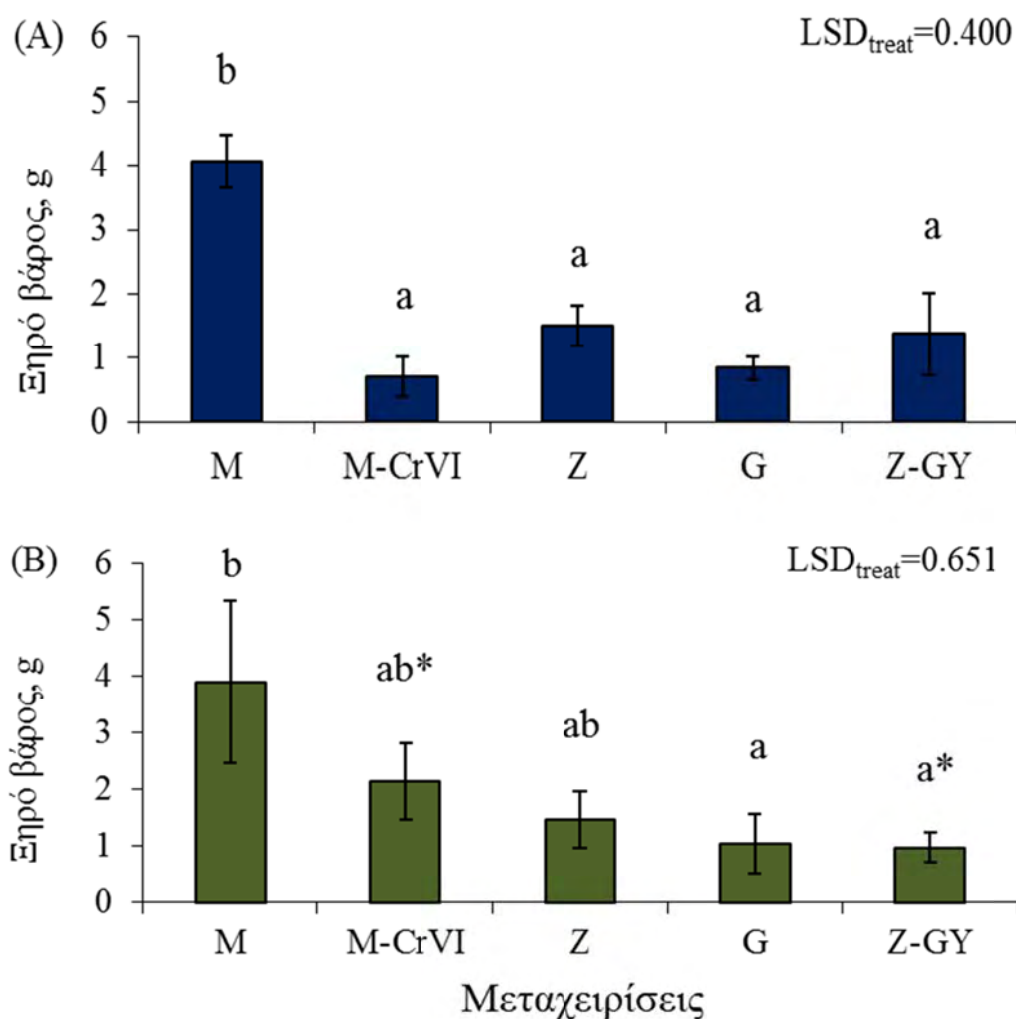 (A)
LSDtreat=0.400
Ξηρό βάρος, g
6
5
4
3
2
1
0
b
a
a
a
a
M M-CrVI Z G Z-GY
(B)
LSDtreat=0.651
Ξηρό βάρος, g
6
5
4
3
2
1
0
b
ab*
ab
a
a*
M M-CrVI Z G Z-GY
Μεταχειρίσεις